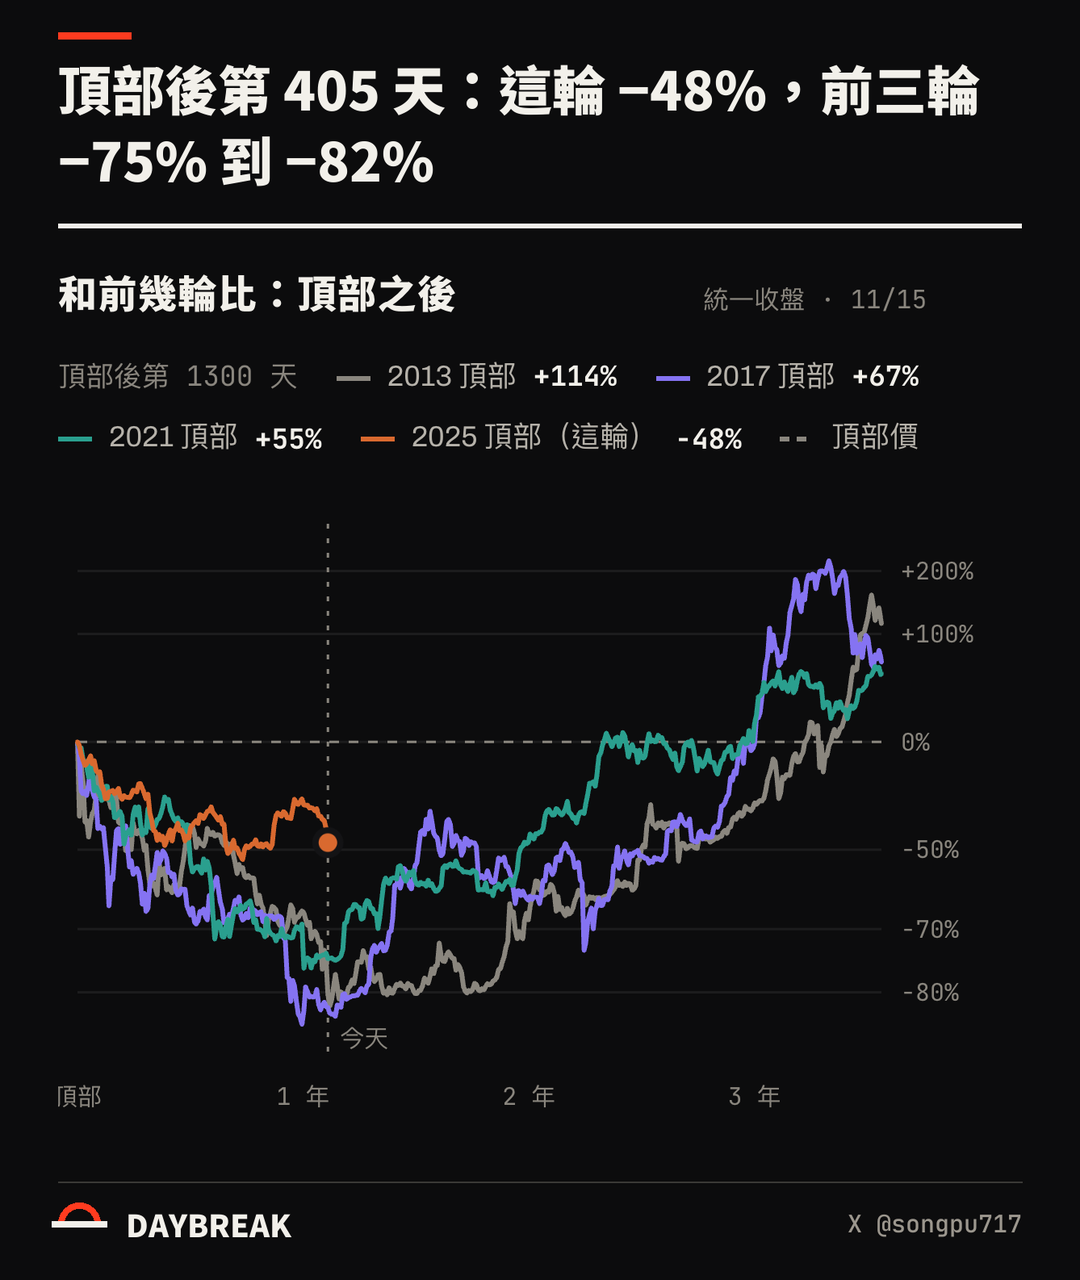 頂部後第 405 天：這輪 −48%，前三輪
−75% 到 −82%
和前幾輪比：頂部之後
統一收盤 · 11/15
頂部後第 1300 天 2013 頂部 +114% 2017 頂部 +67%
2021 頂部 +55% 2025 頂部（這輪） -48% 頂部價
+200%
+100%
0%
-50%
-70%
-80%
今天
頂部 1 年 2 年 3 年
DAYBREAK
X @songpu717